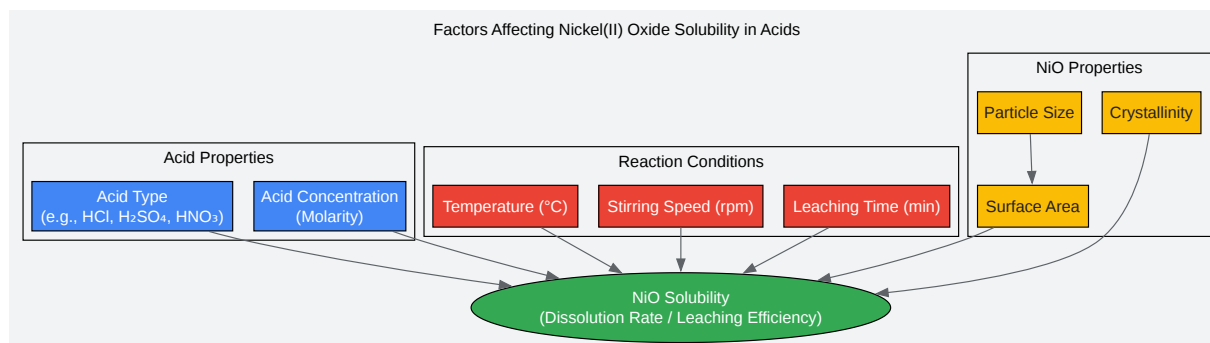 Factors Affecting Nickel(II) Oxide Solubility in Acids
NiO Properties
Particle Size
Crystallinity
Surface Area
Acid Properties
Acid Type
(e.g., HCl, H₂SO₄, HNO₃)
Acid Concentration
(Molarity)
Reaction Conditions
Temperature (°C)
Stirring Speed (rpm)
Leaching Time (min)
NiO Solubility
(Dissolution Rate / Leaching Efficiency)